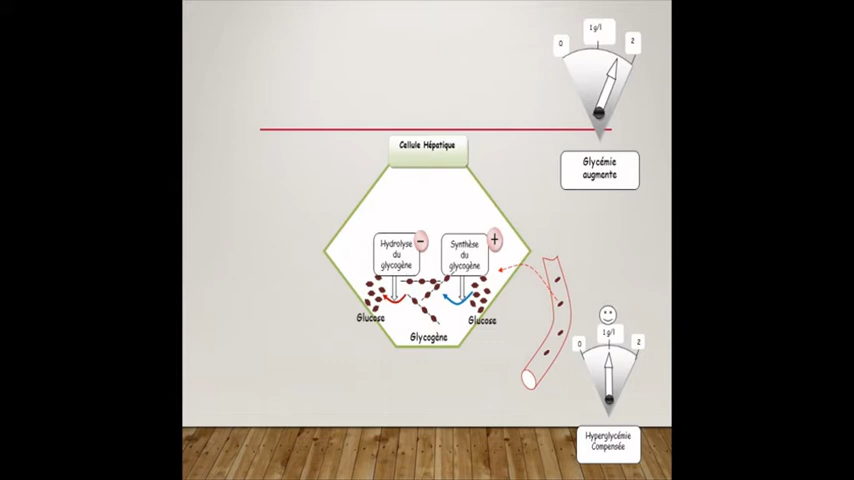 1 g/l
0
2
Glycémie
augmente
Cellule Hépatique
Hydrolyse
du
glycogène
−
Synthèse
du
glycogène
+
Glucose
Glycogène
Glucose
1 g/l
0
2
Hyperglycémie
Compensée